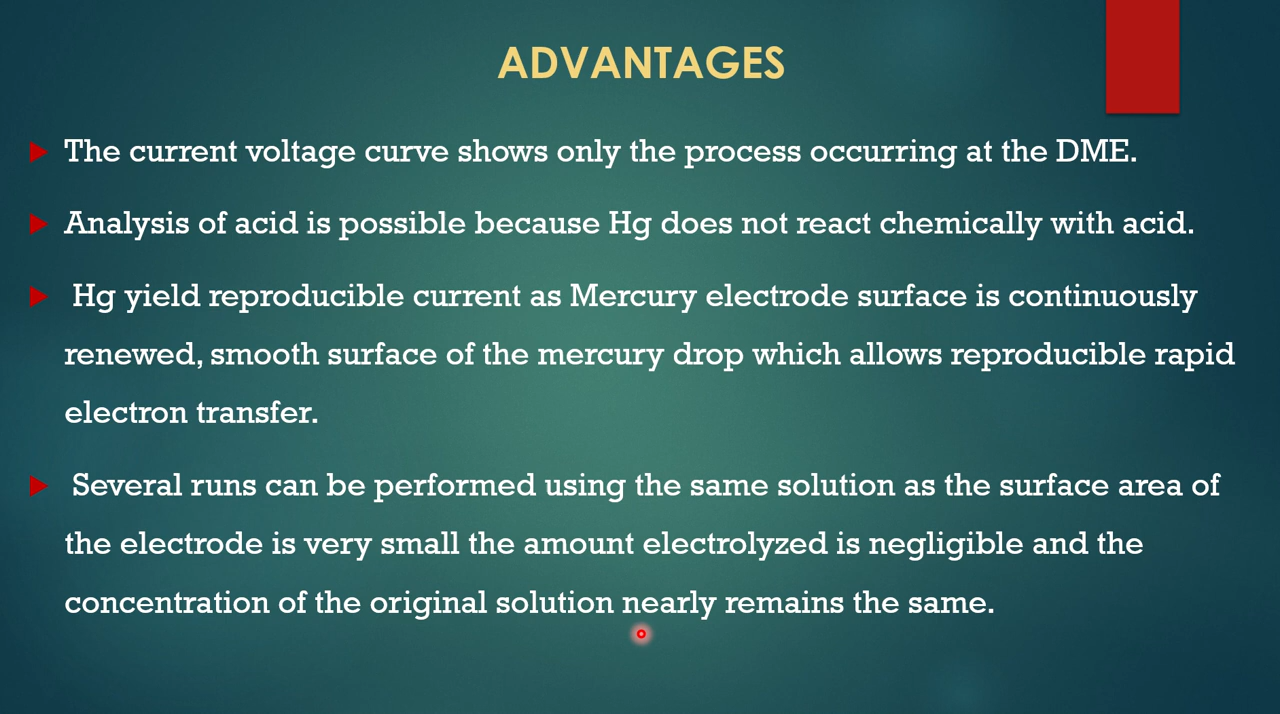 ADVANTAGES
The current voltage curve shows only the process occurring at the DME.
Analysis of acid is possible because Hg does not react chemically with acid.
Hg yield reproducible current as Mercury electrode surface is continuously
renewed, smooth surface of the mercury drop which allows reproducible rapid
electron transfer.
Several runs can be performed using the same solution as the surface area of
the electrode is very small the amount electrolyzed is negligible and the
concentration of the original solution nearly remains the same.